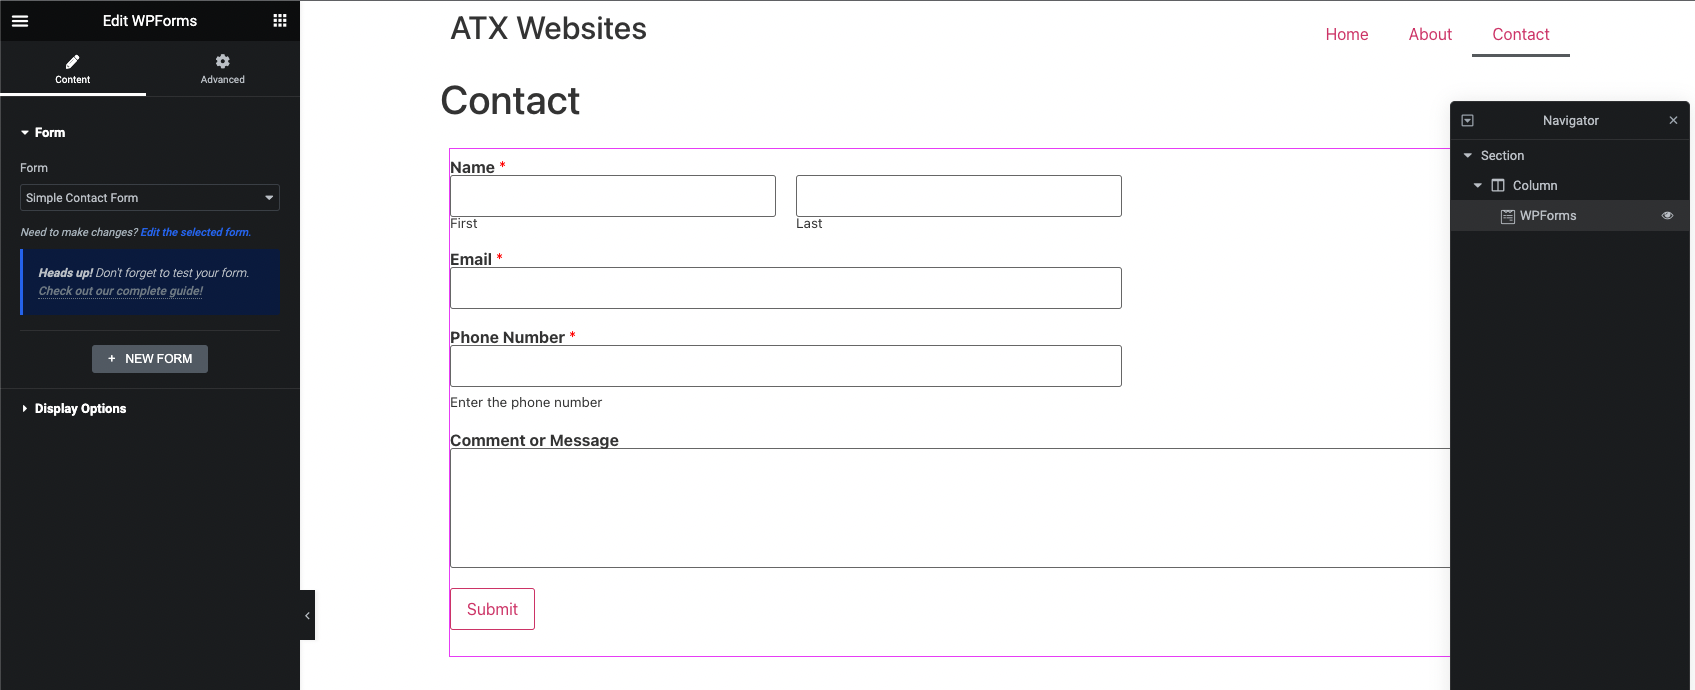 Edit WPForms
Content
Advanced
Form
Form
Simple Contact Form
Need to make changes? Edit the selected form.
Heads up! Don't forget to test your form.
Check out our complete guide!
+ NEW FORM
Display Options
ATX Websites
Home About Contact
Contact
Name *
First
Last
Email *
Phone Number *
Enter the phone number
Comment or Message
Submit
Navigator
Section
Column
WPForms